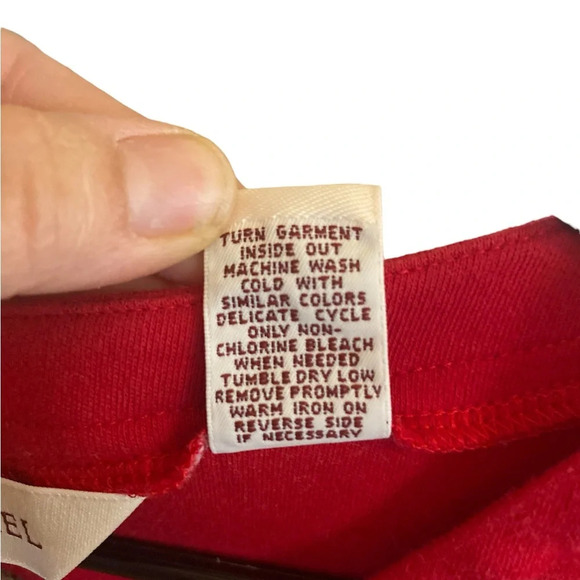 TURN GARMENT
INSIDE OUT
MACHINE WASH
COLD WITH
SIMILAR COLORS
DELICATE CYCLE
ONLY NON-
CHLORINE BLEACH
WHEN NEEDED
TUMBLE DRY LOW
REMOVE PROMPTLY
WARM IRON ON
REVERSE SIDE
IF NECESSARY
EL